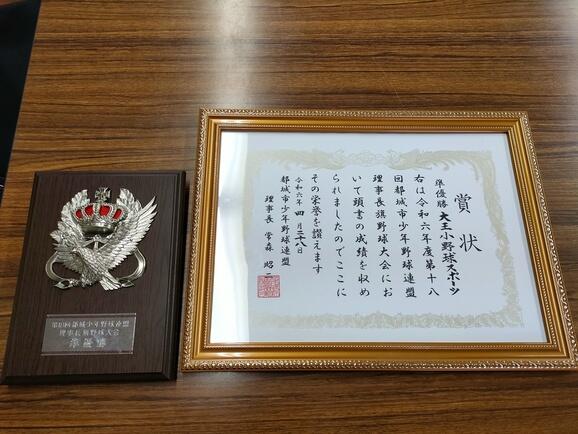 賞状
準優勝 大王小野球スポーツ
右は令和六年度第十八
回都城市少年野球連盟
理事長旗野球大会にお
いて頭書の成績を収め
られましたのでここに
その栄誉を讃えます
令和六年四月二十八日
都城市少年野球連盟
理事長 常森 昭二
第18回都城少年野球連盟
理事長旗野球大会
準優勝